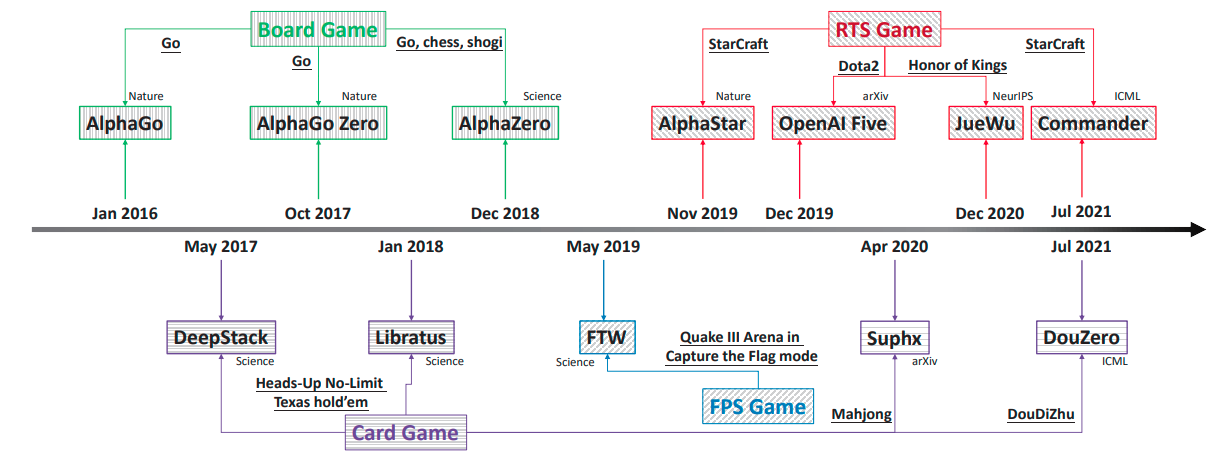 Board Game
RTS Game
Go
Go
Go, chess, shogi
StarCraft
Dota2
Honor of Kings
StarCraft
Nature
Nature
Science
Nature
arXiv
NeurIPS
ICML
AlphaGo
AlphaGo Zero
AlphaZero
AlphaStar
OpenAI Five
JueWu
Commander
Jan 2016
Oct 2017
Dec 2018
Nov 2019
Dec 2019
Dec 2020
Jul 2021
May 2017
Jan 2018
May 2019
Apr 2020
Jul 2021
DeepStack
Libratus
FTW
Suphx
DouZero
Science
Science
Science
arXiv
ICML
Quake III Arena in
Capture the Flag mode
Heads-Up No-Limit
Texas hold'em
FPS Game
Mahjong
DouDiZhu
Card Game